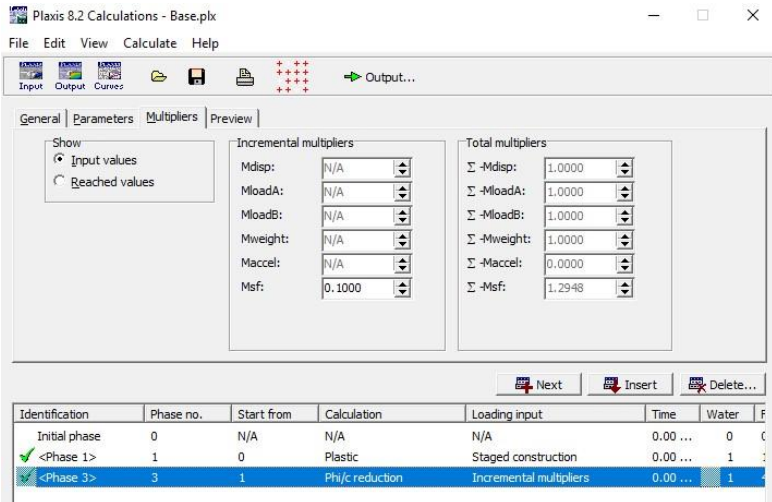 Plaxis 8.2 Calculations - Base.plx
File Edit View Calculate Help
Input Output Curves Output...
General Parameters Multipliers Preview
Show
Input values
Reached values
Incremental multipliers
Mdisp: N/A
MloadA: N/A
MloadB: N/A
Mweight: N/A
Maccel: N/A
Msf: 0.1000
Total multipliers
Σ -Mdisp: 1.0000
Σ -MloadA: 1.0000
Σ -MloadB: 1.0000
Σ -Mweight: 1.0000
Σ -Maccel: 0.0000
Σ -Msf: 1.2948
Next Insert Delete...
Identification Phase no. Start from Calculation Loading input Time Water F
Initial phase 0 N/A N/A N/A 0.00 ... 0
<Phase 1> 1 0 Plastic Staged construction 0.00 ... 1
<Phase 3> 3 1 Phi/c reduction Incremental multipliers 0.00 ... 1